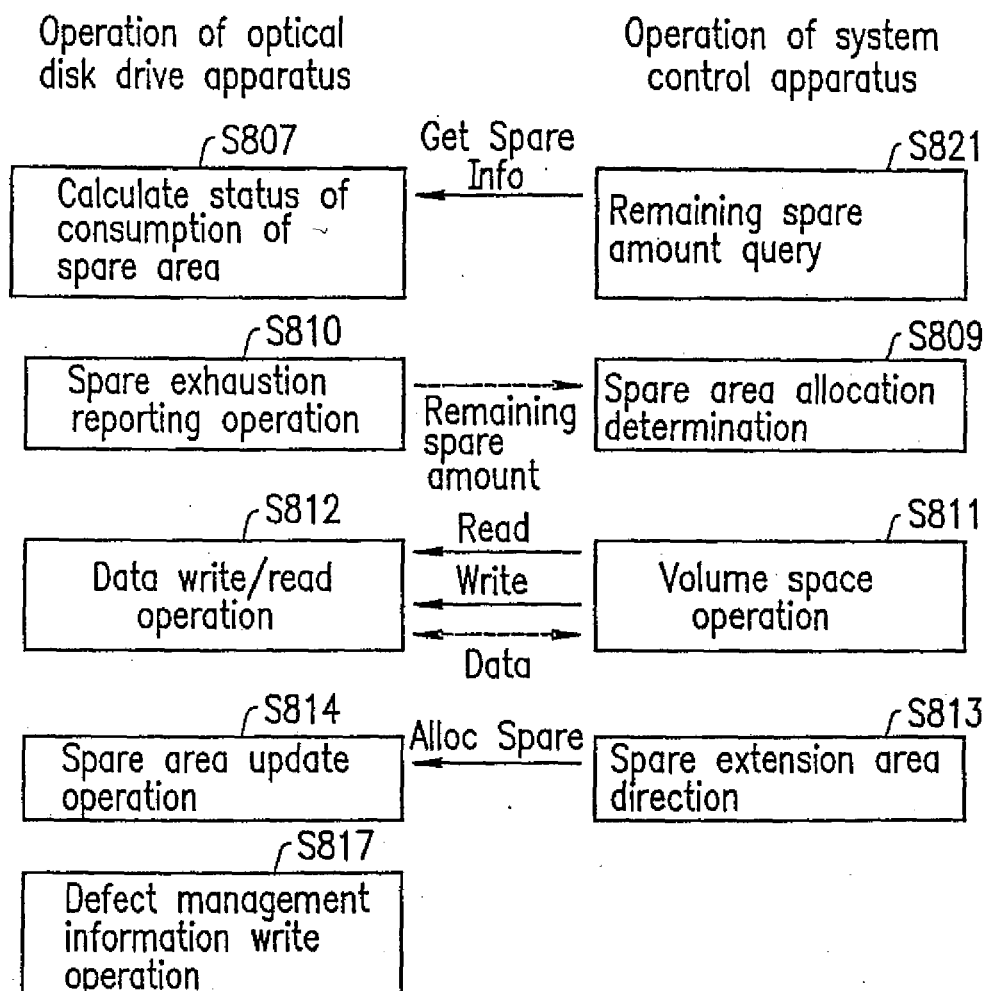 Operation of optical
disk drive apparatus
Operation of system
control apparatus
S807
Get Spare
Info
S821
Calculate status of
consumption of
spare area
Remaining spare
amount query
S810
S809
Spare exhaustion
reporting operation
Remaining
spare
amount
Spare area allocation
determination
S812
Read
Write
Data
S811
Data write/read
operation
Volume space
operation
S814
Alloc Spare
S813
Spare area update
operation
Spare extension area
direction
S817
Defect management
information write
operation